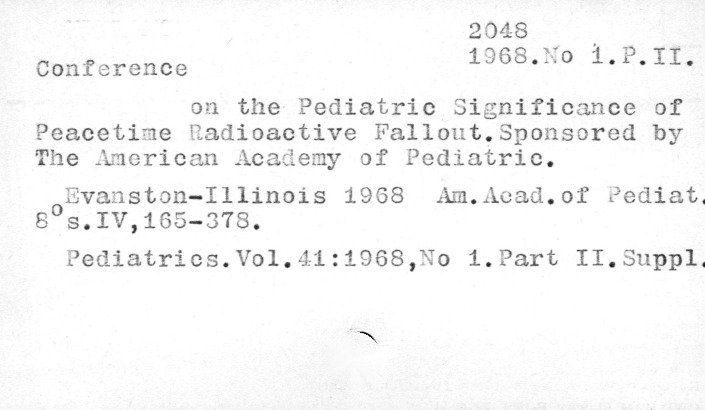 2048
1968.No 1.P.II.
Conference
on the Pediatric Significance of
Peacetime Radioactive Fallout.Sponsored by
The American Academy of Pediatric.
Evanston-Illinois 1968 Am.Acad.of Pediat.
8⁰s.IV,165-378.
Pediatrics.Vol.41:1968,No 1.Part II.Suppl.